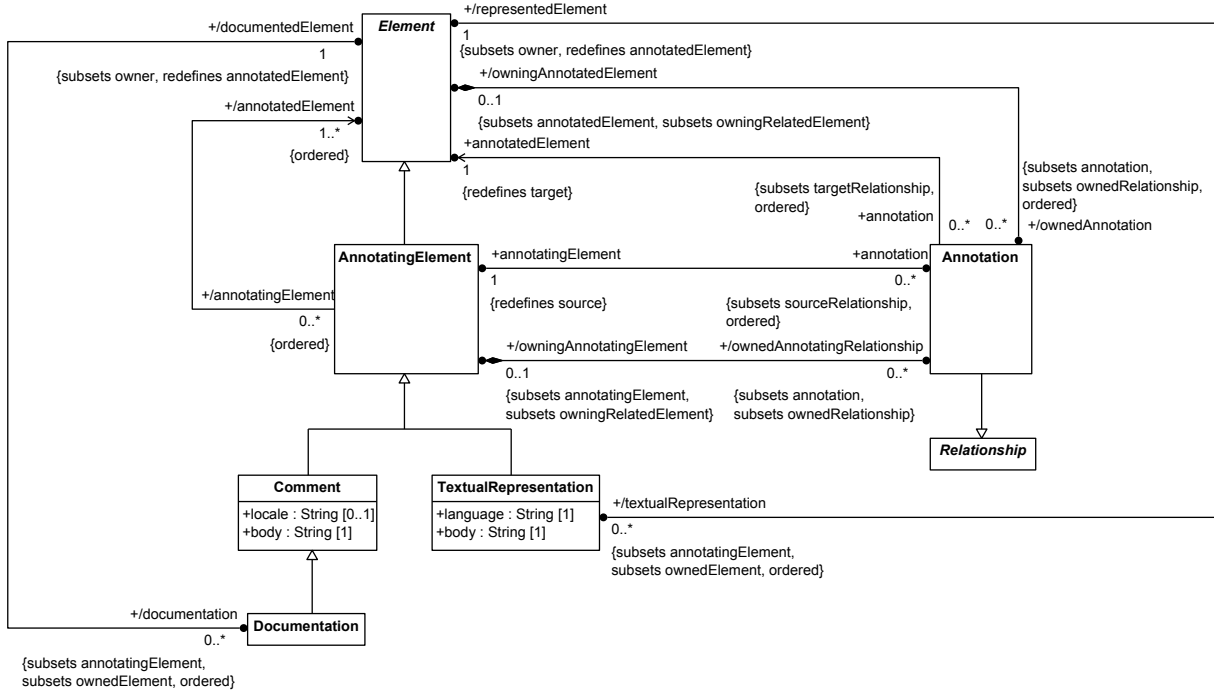 +/representedElement
+/documentedElement
Element
1
1
{subsets owner, redefines annotatedElement}
{subsets owner, redefines annotatedElement}
+/owningAnnotatedElement
0..1
{subsets annotatedElement, subsets owningRelatedElement}
+/annotatedElement
1..*
{ordered}
+annotatedElement
1
{redefines target}
{subsets targetRelationship,
ordered}
+annotation
0..*
{subsets annotation,
subsets ownedRelationship,
ordered}
0..*
+/ownedAnnotation
AnnotatingElement
+annotatingElement
1
{redefines source}
+annotation
0..*
{subsets sourceRelationship,
ordered}
Annotation
+/annotatingElement
0..*
{ordered}
+/owningAnnotatingElement
0..1
{subsets annotatingElement,
subsets owningRelatedElement}
+/ownedAnnotatingRelationship
0..*
{subsets annotation,
subsets ownedRelationship}
Relationship
Comment
+locale : String [0..1]
+body : String [1]
TextualRepresentation
+language : String [1]
+body : String [1]
+/textualRepresentation
0..*
{subsets annotatingElement,
subsets ownedElement, ordered}
+/documentation
0..*
Documentation
{subsets annotatingElement,
subsets ownedElement, ordered}